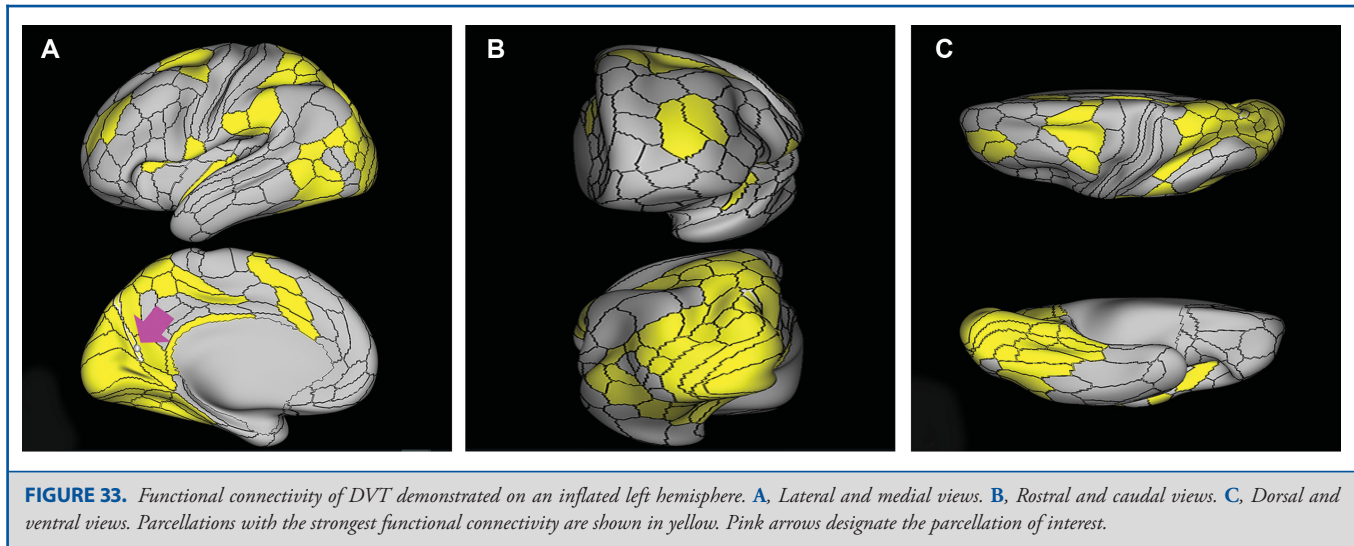 A
B
C
FIGURE 33. Functional connectivity of DVT demonstrated on an inflated left hemisphere. A, Lateral and medial views. B, Rostral and caudal views. C, Dorsal and
ventral views. Parcellations with the strongest functional connectivity are shown in yellow. Pink arrows designate the parcellation of interest.